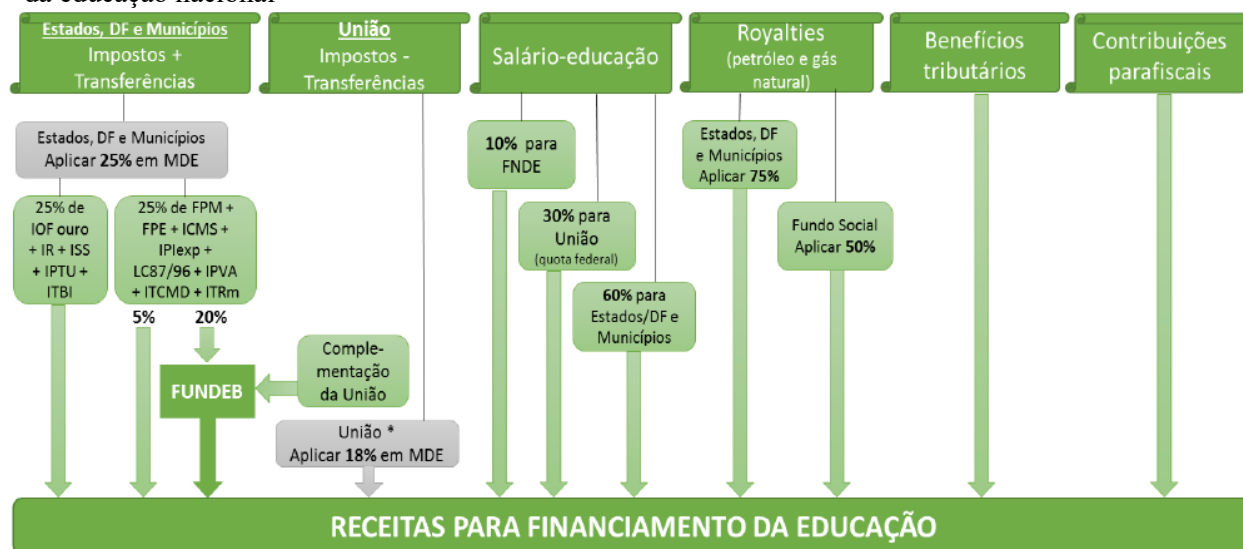 da educação nacional
Estados, DF e Municípios
Impostos +
Transferências
União
Impostos -
Transferências
Salário-educação
Royalties
(petróleo e gás
natural)
Benefícios
tributários
Contribuições
parafiscais
Estados, DF e Municípios
Aplicar 25% em MDE
25% de
IOF ouro
+ IR + ISS
+ IPTU +
ITBI
25% de FPM +
FPE + ICMS +
IPIexp +
LC87/96 + IPVA
+ ITCMD + ITRm
5%
20%
FUNDEB
Comple-
mentação
da União
União *
Aplicar 18% em MDE
10% para
FNDE
30% para
União
(quota federal)
60% para
Estados/DF e
Municípios
Estados, DF
e Municípios
Aplicar 75%
Fundo Social
Aplicar 50%
RECEITAS PARA FINANCIAMENTO DA EDUCAÇÃO